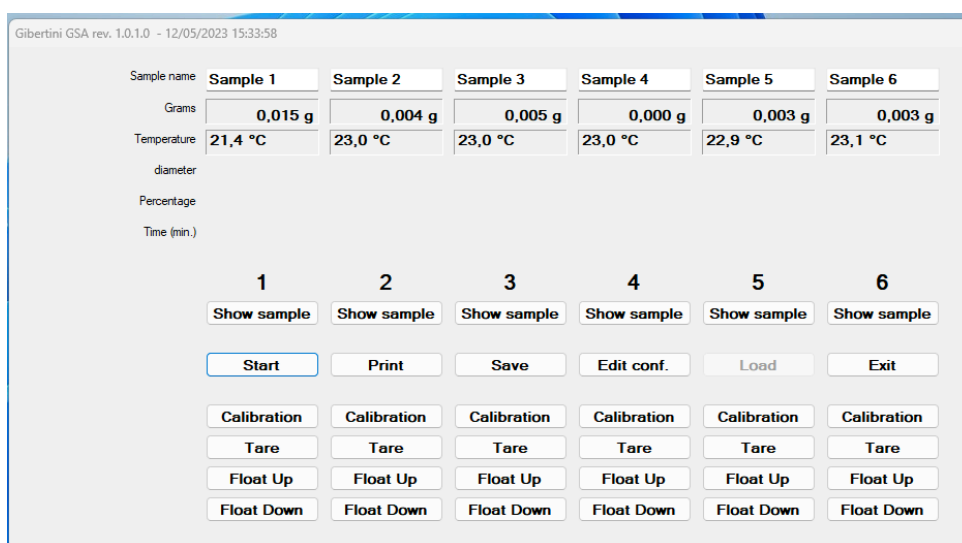 Gibertini GSA rev. 1.0.1.0 - 12/05/2023 15:33:58
Sample name Sample 1 Sample 2 Sample 3 Sample 4 Sample 5 Sample 6
Grams 0,015 g 0,004 g 0,005 g 0,000 g 0,003 g 0,003 g
Temperature 21,4 °C 23,0 °C 23,0 °C 23,0 °C 22,9 °C 23,1 °C
diameter
Percentage
Time (min.)
1 2 3 4 5 6
Show sample Show sample Show sample Show sample Show sample Show sample
Start Print Save Edit conf. Load Exit
Calibration Calibration Calibration Calibration Calibration Calibration
Tare Tare Tare Tare Tare Tare
Float Up Float Up Float Up Float Up Float Up Float Up
Float Down Float Down Float Down Float Down Float Down Float Down